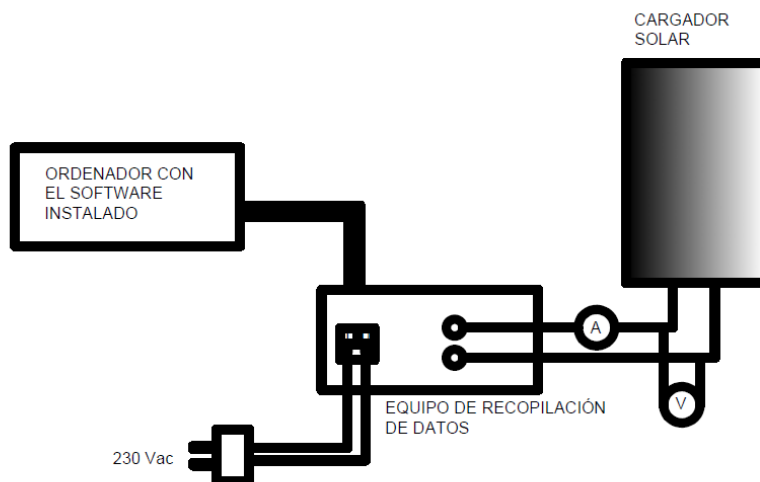 CARGADOR
SOLAR
ORDENADOR CON
EL SOFTWARE
INSTALADO
A
V
EQUIPO DE RECOPILACIÓN
DE DATOS
230 Vac